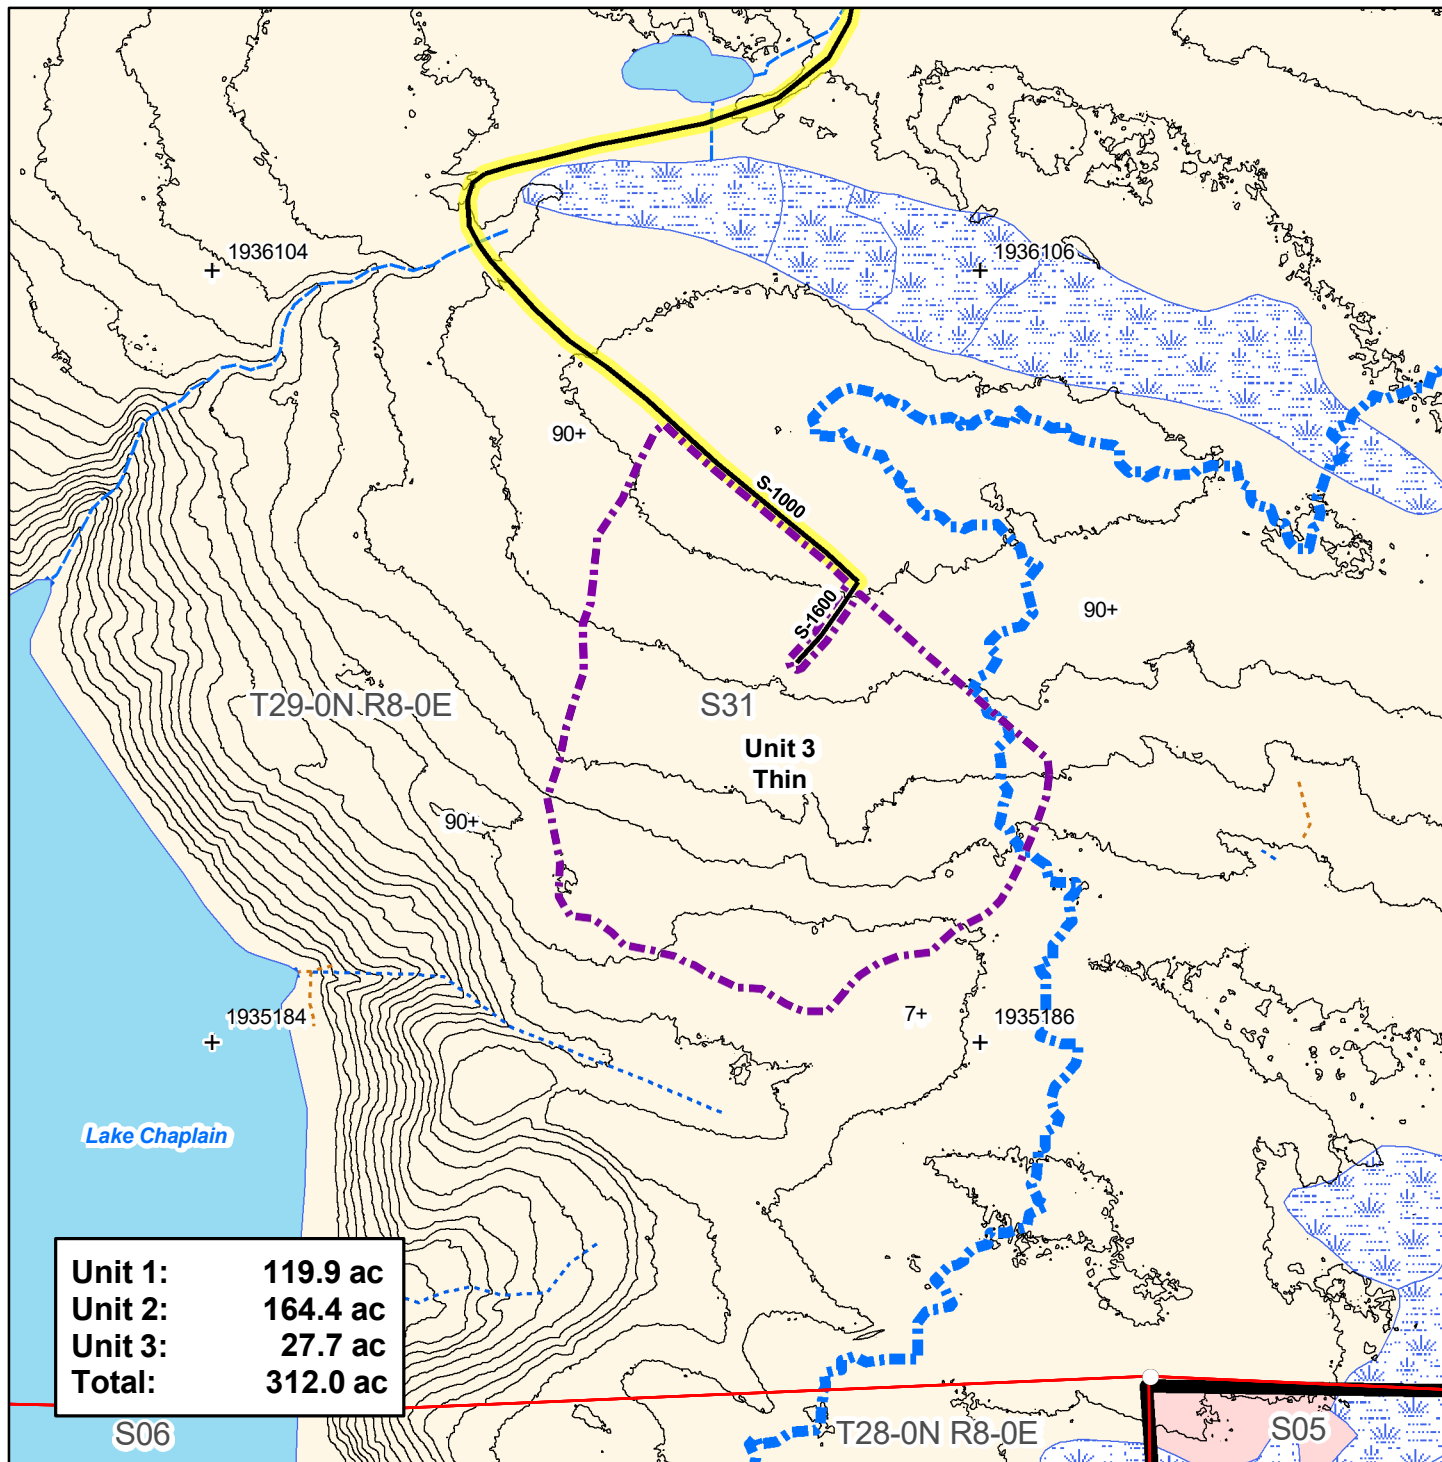 1936104
1936106
90+
S-1000
S-1600
90+
T29-0N R8-0E
S31
Unit 3
Thin
90+
1935184
7+
1935186
Lake Chaplain
Unit 1: 119.9 ac
Unit 2: 164.4 ac
Unit 3: 27.7 ac
Total: 312.0 ac
S06
T28-0N R8-0E
S05